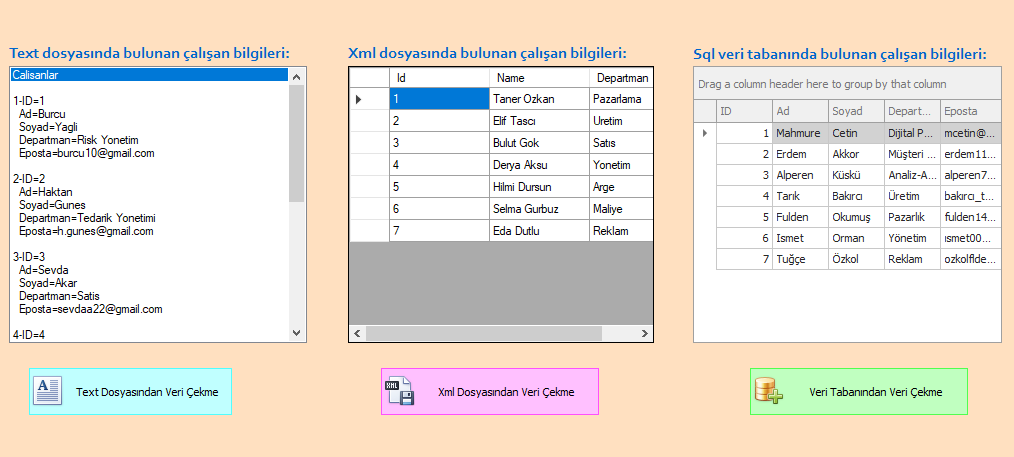 Text dosyasında bulunan çalışan bilgileri:
Calisanlar
1-ID=1
Ad=Burcu
Soyad=Yagli
Departman=Risk Yonetim
Eposta=burcu10@gmail.com
2-ID=2
Ad=Haktan
Soyad=Gunes
Departman=Tedarik Yonetimi
Eposta=h.gunes@gmail.com
3-ID=3
Ad=Sevda
Soyad=Akar
Departman=Satis
Eposta=sevdaa22@gmail.com
4-ID=4
Text Dosyasından Veri Çekme
Xml dosyasında bulunan çalışan bilgileri:
Id Name Departman
1 Taner Ozkan Pazarlama
2 Elif Tascı Uretim
3 Bulut Gok Satıs
4 Derya Aksu Yonetim
5 Hilmi Dursun Arge
6 Selma Gurbuz Maliye
7 Eda Dutlu Reklam
XML
Xml Dosyasından Veri Çekme
Sql veri tabanında bulunan çalışan bilgileri:
Drag a column header here to group by that column
ID Ad Soyad Depart... Eposta
1 Mahmure Cetin Dijital P... mcetin@...
2 Erdem Akkor Müşteri ... erdem11...
3 Alperen Küskü Analiz-A... alperen7...
4 Tarık Bakırcı Üretim bakırcı_t...
5 Fulden Okumuş Pazarlık fulden14...
6 Ismet Orman Yönetim ısmet00...
7 Tuğçe Özkol Reklam ozkolflde...
Veri Tabanından Veri Çekme